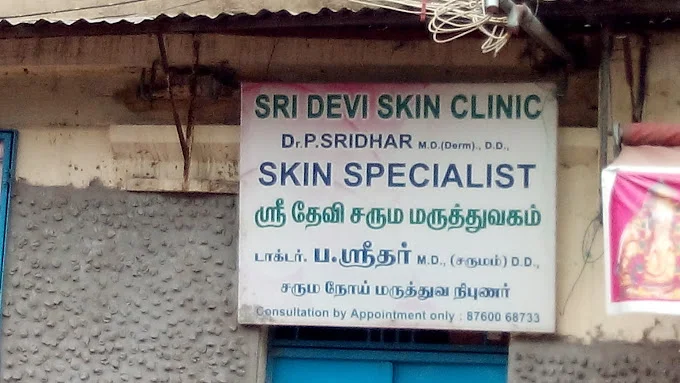 SRI DEVI SKIN CLINIC
Dr.P.SRIDHAR M.D.(Derm)., D.D.,
SKIN SPECIALIST
ஸ்ரீ தேவி சரும மருத்துவகம்
டாக்டர். ப.ஸ்ரீதர் M.D., (சருமம்) D.D.,
சரும நோய் மருத்துவ நிபுணர்
Consultation by Appointment only : 87600 68733